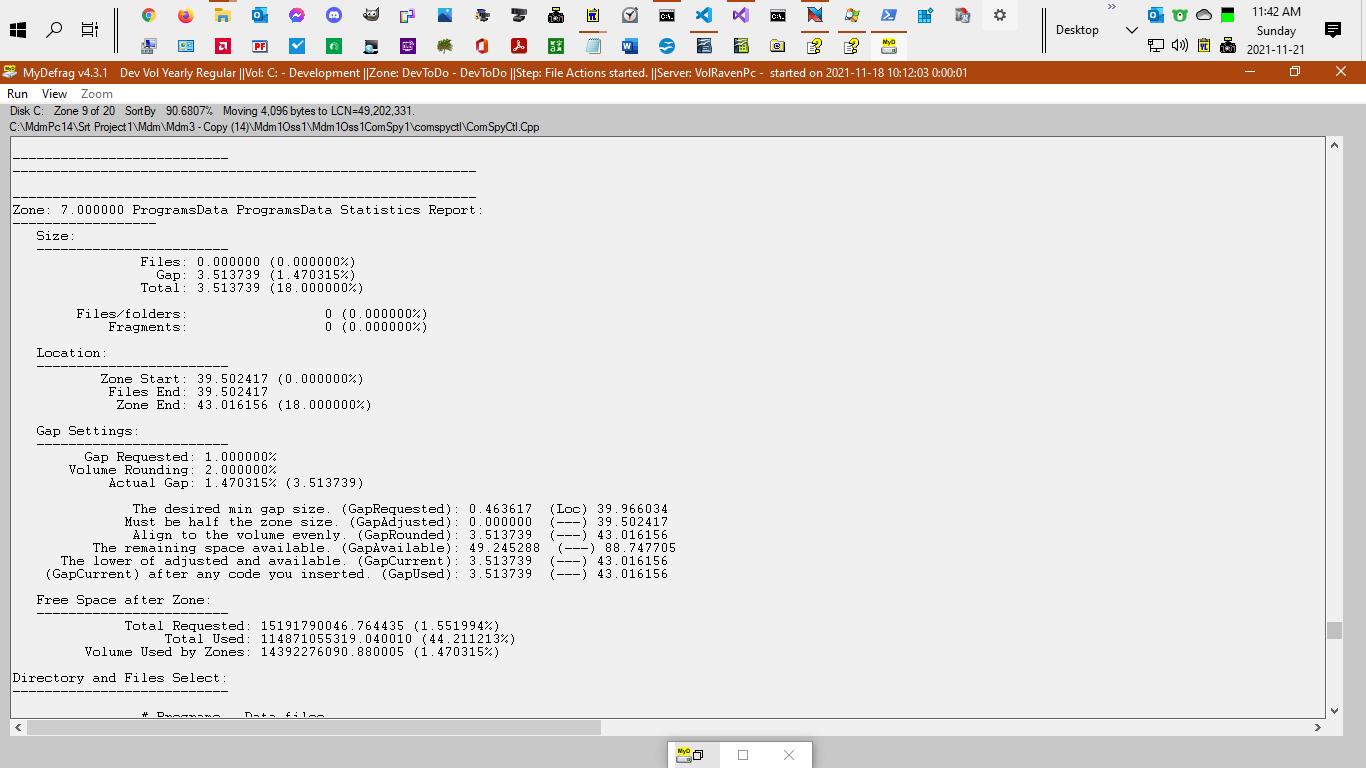 Desktop
11:42 AM
Sunday
2021-11-21
MyDefrag v4.3.1 Dev Vol Yearly Regular ||Vol: C: - Development ||Zone: DevToDo - DevToDo ||Step: File Actions started. ||Server: VolRavenPc - started on 2021-11-18 10:12:03 0:00:01
Run View Zoom
Disk C: Zone 9 of 20 SortBy 90.6807% Moving 4,096 bytes to LCN=49,202,331.
C:\MdmPc14\Srt Project1\Mdm\Mdm3 - Copy (14)\Mdm1Oss1\Mdm1Oss1ComSpy1\comspyctl\ComSpyCtl.Cpp
---------------------------
----------------------------------------------------------
----------------------------------------------------------
Zone: 7.000000 ProgramsData ProgramsData Statistics Report:
------------------
Size:
------------------------
Files: 0.000000 (0.000000%)
Gap: 3.513739 (1.470315%)
Total: 3.513739 (18.000000%)
Files/folders: 0 (0.000000%)
Fragments: 0 (0.000000%)
Location:
------------------------
Zone Start: 39.502417 (0.000000%)
Files End: 39.502417
Zone End: 43.016156 (18.000000%)
Gap Settings:
------------------------
Gap Requested: 1.000000%
Volume Rounding: 2.000000%
Actual Gap: 1.470315% (3.513739)
The desired min gap size. (GapRequested): 0.463617 (Loc) 39.966034
Must be half the zone size. (GapAdjusted): 0.000000 (---) 39.502417
Align to the volume evenly. (GapRounded): 3.513739 (---) 43.016156
The remaining space available. (GapAvailable): 49.245288 (---) 88.747705
The lower of adjusted and available. (GapCurrent): 3.513739 (---) 43.016156
(GapCurrent) after any code you inserted. (GapUsed): 3.513739 (---) 43.016156
Free Space after Zone:
------------------------
Total Requested: 15191790046.764435 (1.551994%)
Total Used: 114871055319.040010 (44.211213%)
Volume Used by Zones: 14392276090.880005 (1.470315%)
Directory and Files Select:
---------------------------
# Programs - Data files
MyD